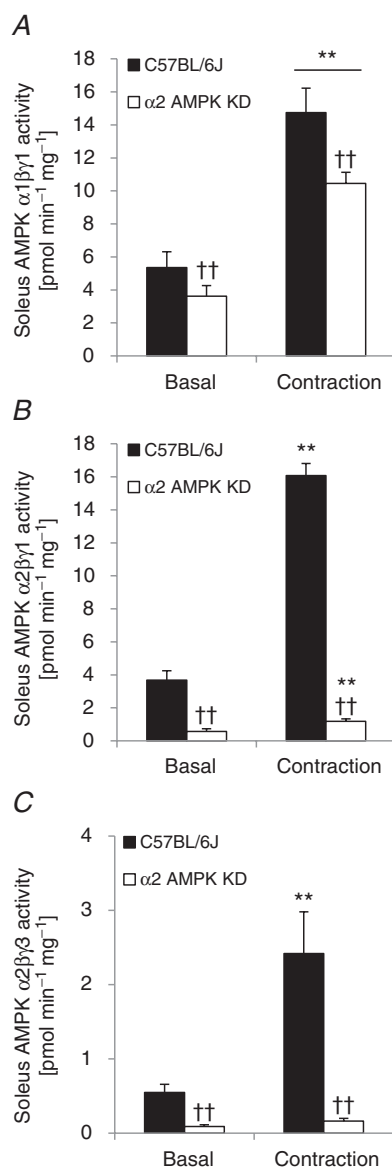 A
18
16
14
12
10
8
6
4
2
0
Soleus AMPK α1βγ1 activity
[pmol min⁻¹ mg⁻¹]
C57BL/6J
α2 AMPK KD
**
††
††
Basal
Contraction
B
18
16
14
12
10
8
6
4
2
0
Soleus AMPK α2βγ1 activity
[pmol min⁻¹ mg⁻¹]
C57BL/6J
α2 AMPK KD
**
**
††
††
Basal
Contraction
C
4
3
2
1
0
Soleus AMPK α2βγ3 activity
[pmol min⁻¹ mg⁻¹]
C57BL/6J
α2 AMPK KD
**
††
††
Basal
Contraction